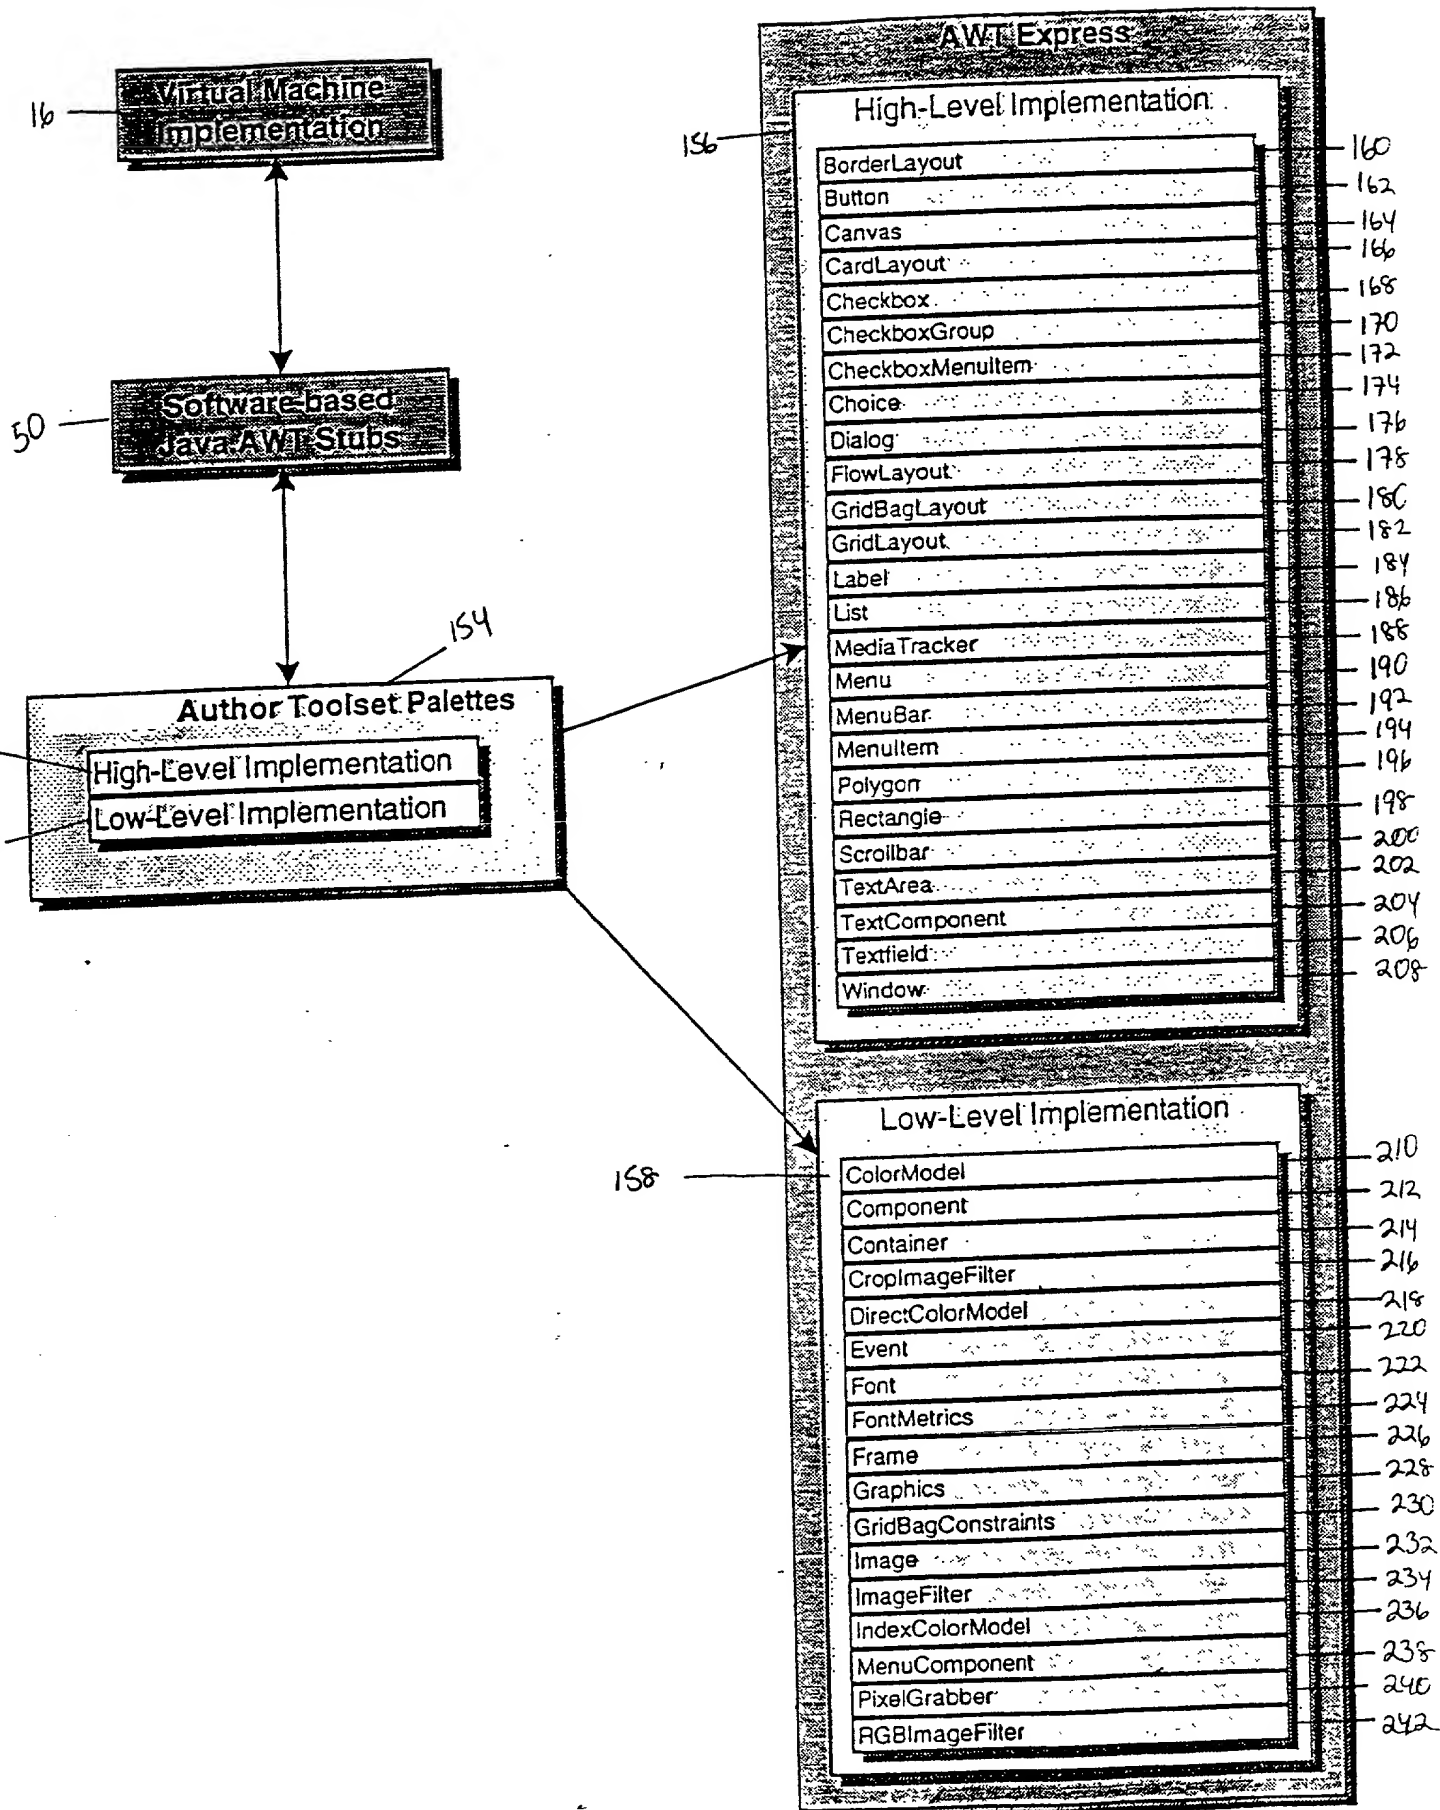 AWT Express
16
Virtual Machine
Implementation
50
Software-based
Java.AWT Stubs
154
Author Toolset Palettes
High-Level Implementation
Low-Level Implementation
156
High-Level Implementation
BorderLayout 160
Button 162
Canvas 164
CardLayout 166
Checkbox 168
CheckboxGroup 170
CheckboxMenuItem 172
Choice 174
Dialog 176
FlowLayout 178
GridBagLayout 180
GridLayout 182
Label 184
List 186
MediaTracker 188
Menu 190
MenuBar 192
MenuItem 194
Polygon 196
Rectangle 198
Scrollbar 200
TextArea 202
TextComponent 204
Textfield 206
Window 208
158
Low-Level Implementation
ColorModel 210
Component 212
Container 214
CropImageFilter 216
DirectColorModel 218
Event 220
Font 222
FontMetrics 224
Frame 226
Graphics 228
GridBagConstraints 230
Image 232
ImageFilter 234
IndexColorModel 236
MenuComponent 238
PixelGrabber 240
RGBImageFilter 242